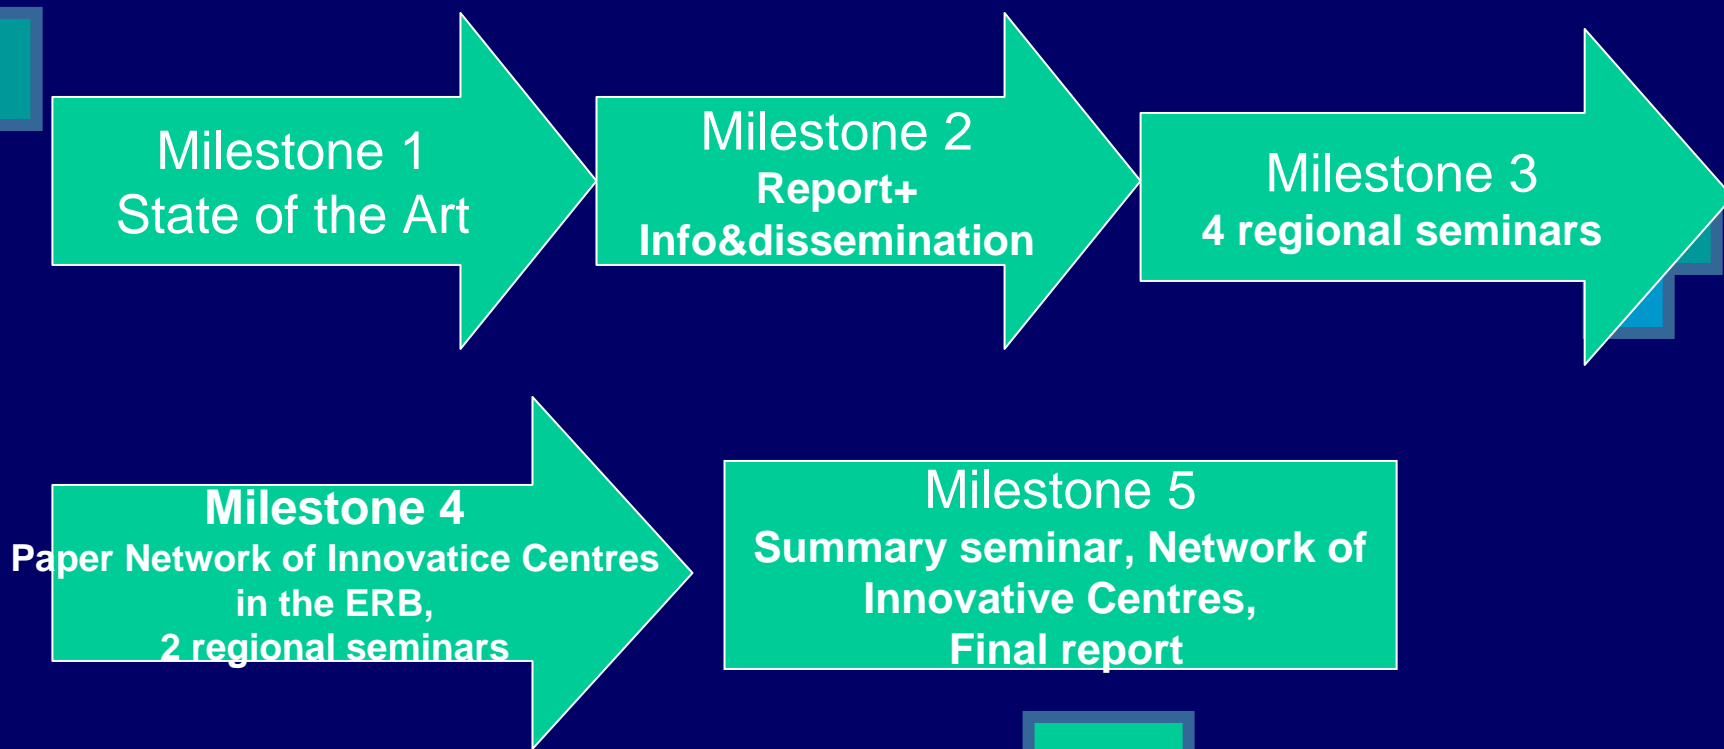 Milestone 1
State of the Art
Milestone 2
Report+
Info&dissemination
Milestone 3
4 regional seminars
Milestone 4
Paper Network of Innovatice Centres
in the ERB,
2 regional seminars
Milestone 5
Summary seminar, Network of
Innovative Centres,
Final report